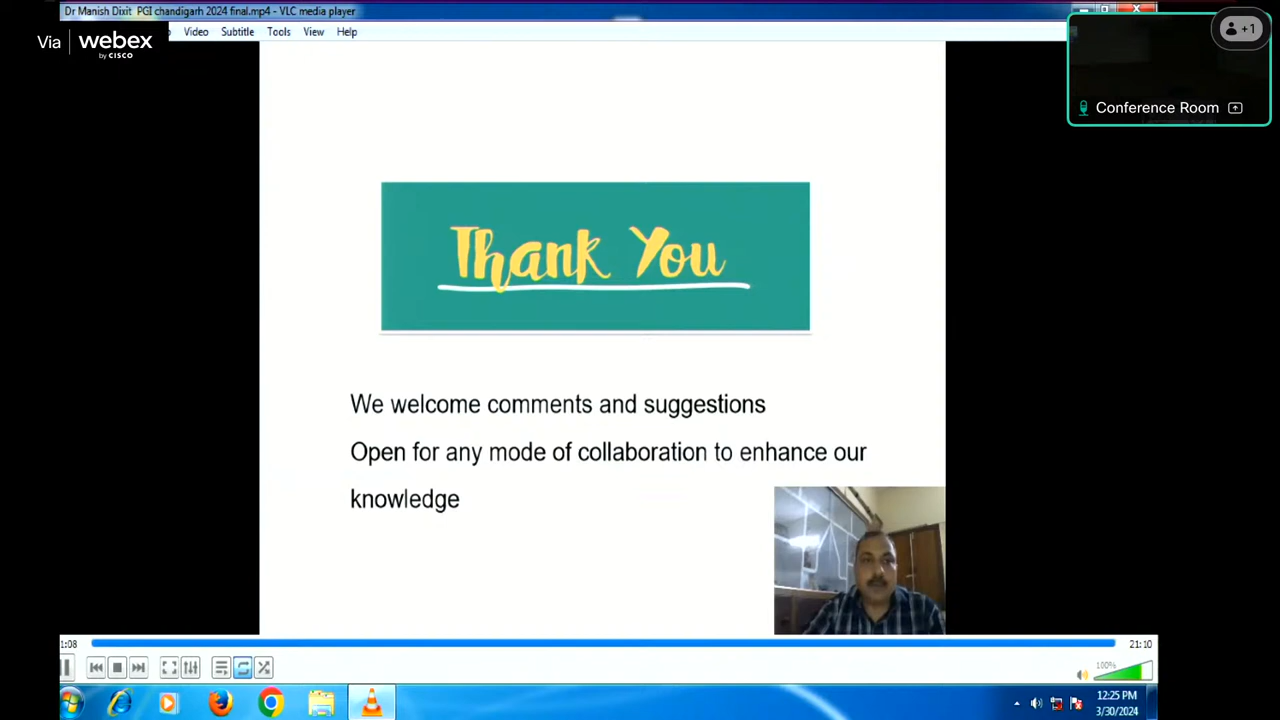 Dr Manish Dixit PGI chandigarh 2024 final.mp4 - VLC media player
Via webex
by CISCO
Video Subtitle Tools View Help
+1
Conference Room
Thank You
We welcome comments and suggestions
Open for any mode of collaboration to enhance our
knowledge
1:08
21:10
100%
12:25 PM
3/30/2024